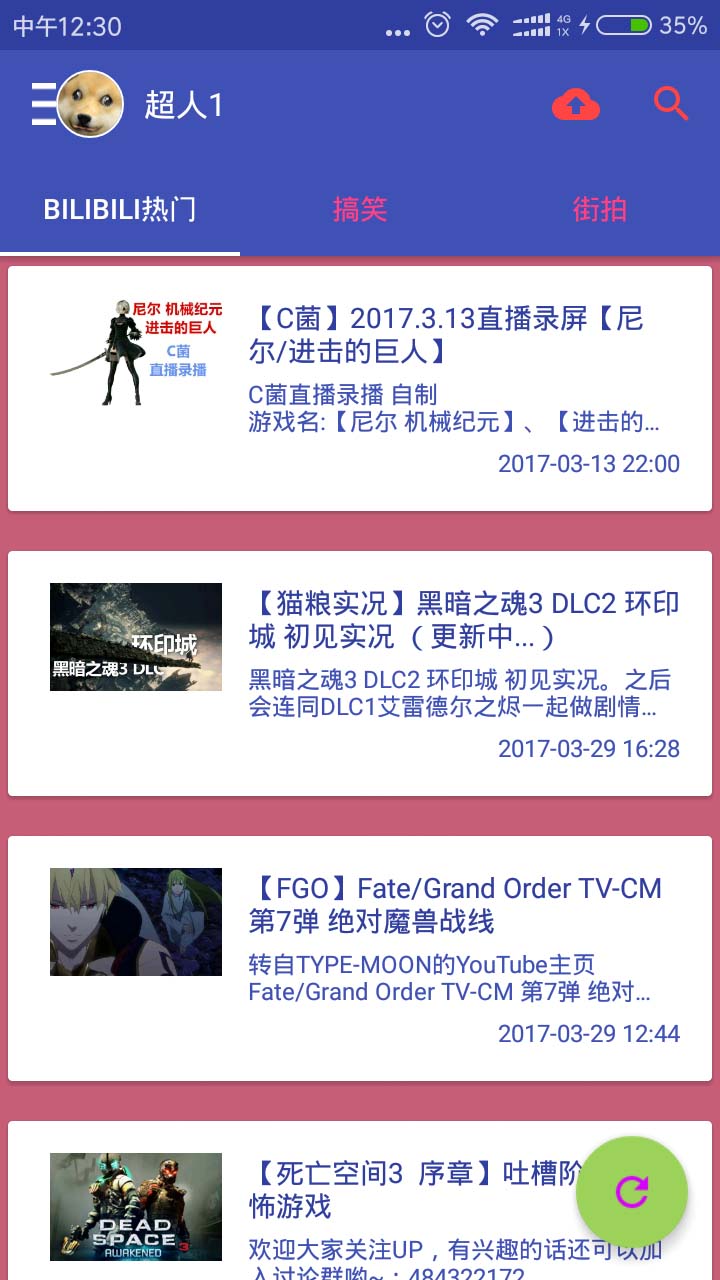 中午12:30
4G
1X
35%
超人1
BILIBILI热门
搞笑
街拍
尼尔 机械纪元
进击的巨人
C菌
直播录播
【C菌】2017.3.13直播录屏【尼
尔/进击的巨人】
C菌直播录播 自制
游戏名:【尼尔 机械纪元】、【进击的...
2017-03-13 22:00
环印城
黑暗之魂3 DLC
【猫粮实况】黑暗之魂3 DLC2 环印
城 初见实况 （更新中...）
黑暗之魂3 DLC2 环印城 初见实况。之后
会连同DLC1艾雷德尔之烬一起做剧情...
2017-03-29 16:28
【FGO】Fate/Grand Order TV-CM
第7弹 绝对魔兽战线
转自TYPE-MOON的YouTube主页
Fate/Grand Order TV-CM 第7弹 绝对...
2017-03-29 12:44
DEAD
SPACE 3
AWAKENED
【死亡空间3 序章】吐槽阶
怖游戏
欢迎大家关注UP，有兴趣的话还可以加
入讨论群哟~：484322172